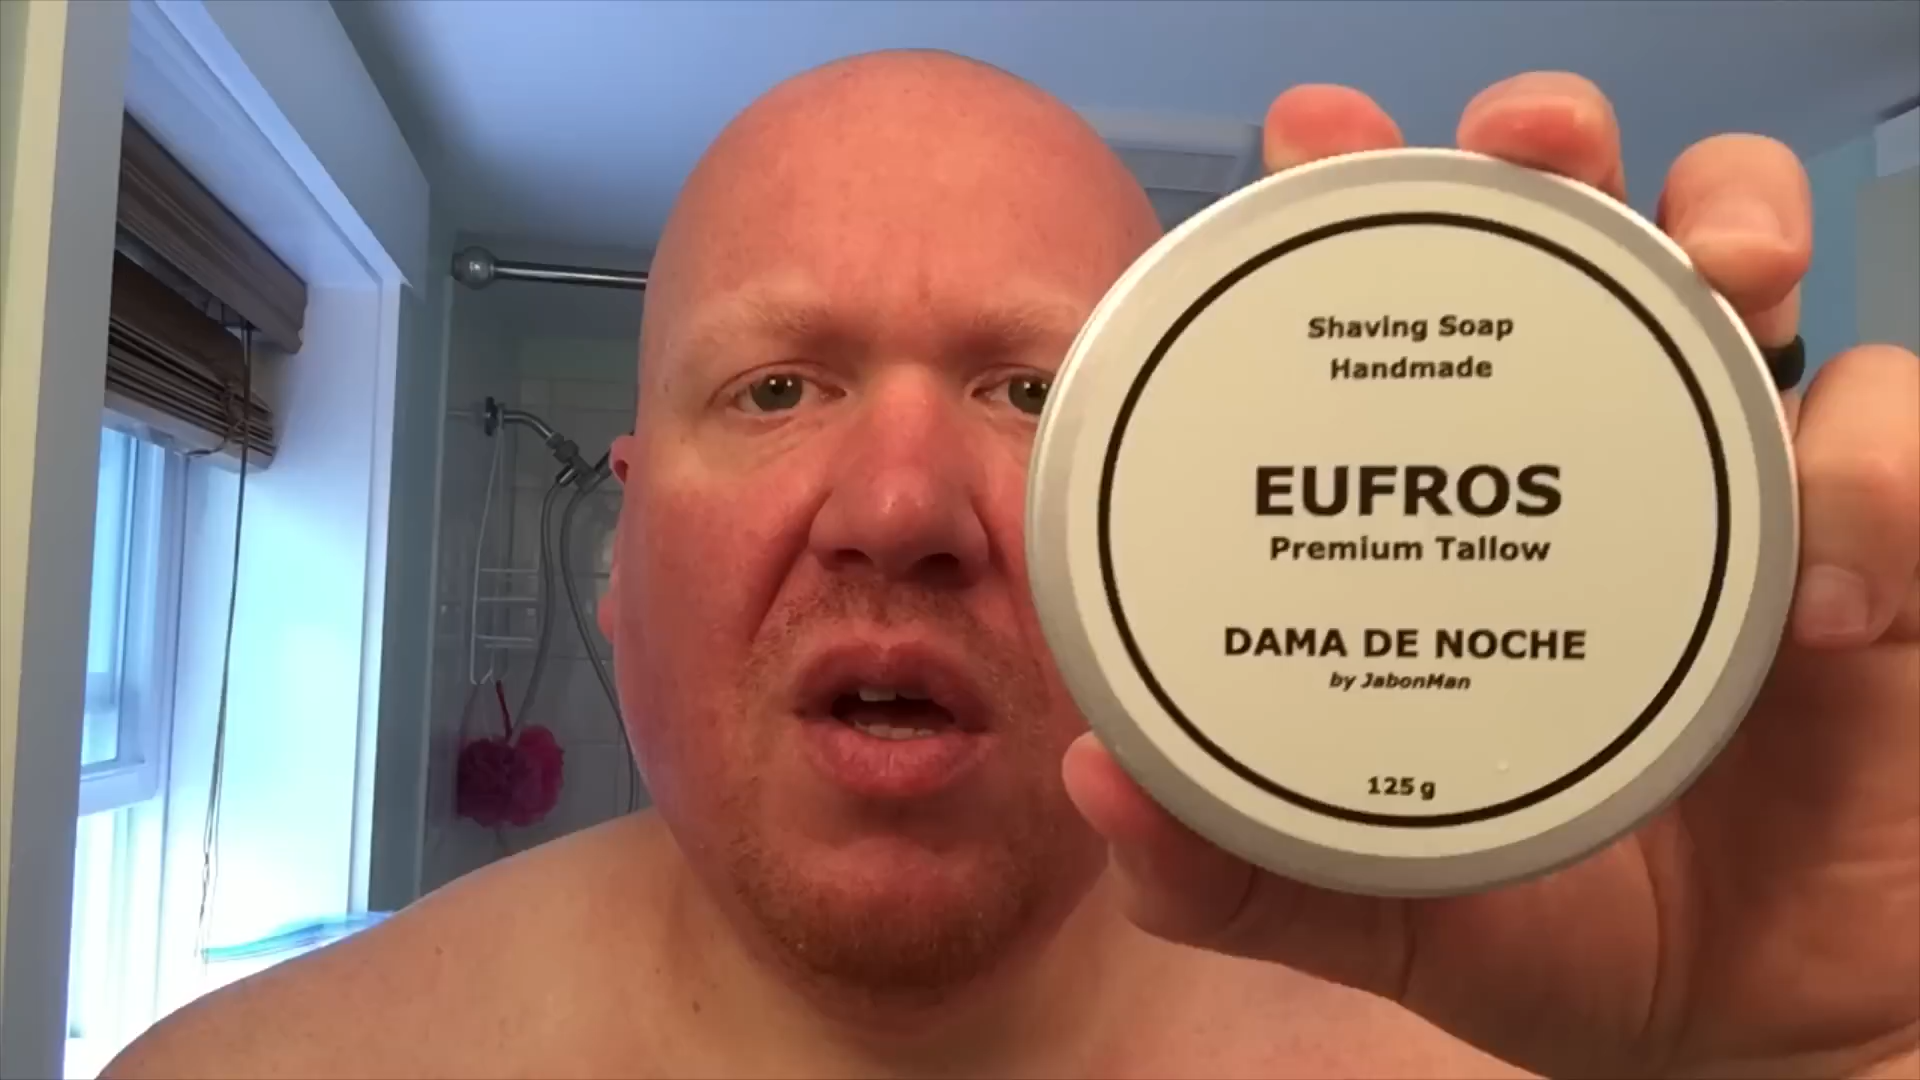 Shaving Soap
Handmade
EUFROS
Premium Tallow
DAMA DE NOCHE
by JabonMan
125 g